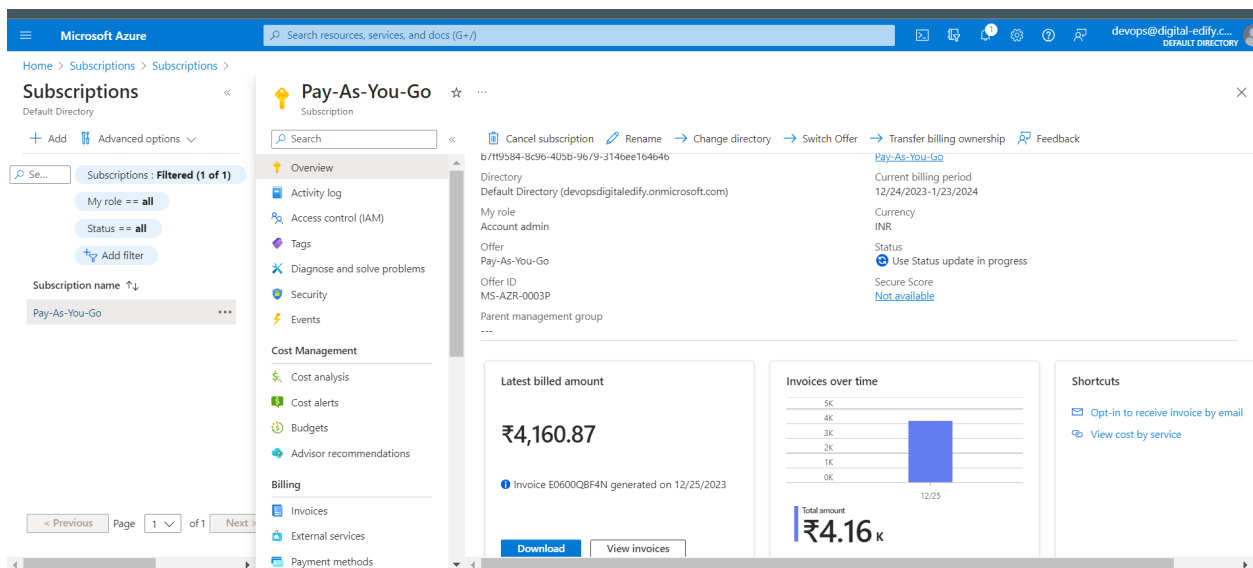 Microsoft Azure
Search resources, services, and docs (G+/)
1
devops@digital-edify.c...
DEFAULT DIRECTORY
Home > Subscriptions > Subscriptions >
Subscriptions
Default Directory
Add
Advanced options
Se...
Subscriptions : Filtered (1 of 1)
My role == all
Status == all
Add filter
Subscription name ↑↓
Pay-As-You-Go
< Previous
Page
1
of 1
Next >
Pay-As-You-Go
Subscription
Search
Overview
Activity log
Access control (IAM)
Tags
Diagnose and solve problems
Security
Events
Cost Management
Cost analysis
Cost alerts
Budgets
Advisor recommendations
Billing
Invoices
External services
Payment methods
Cancel subscription
Rename
Change directory
Switch Offer
Transfer billing ownership
Feedback
b7ff9584-8c96-405b-9679-3146ee164646
Directory
Default Directory (devopsdigitaledify.onmicrosoft.com)
My role
Account admin
Offer
Pay-As-You-Go
Offer ID
MS-AZR-0003P
Parent management group
---
Pay-As-You-Go
Current billing period
12/24/2023-1/23/2024
Currency
INR
Status
Use Status update in progress
Secure Score
Not available
Latest billed amount
₹4,160.87
Invoice E0600QBF4N generated on 12/25/2023
Download
View invoices
Invoices over time
5K
4K
3K
2K
1K
0K
12/25
Total amount
₹4.16 K
Shortcuts
Opt-in to receive invoice by email
View cost by service